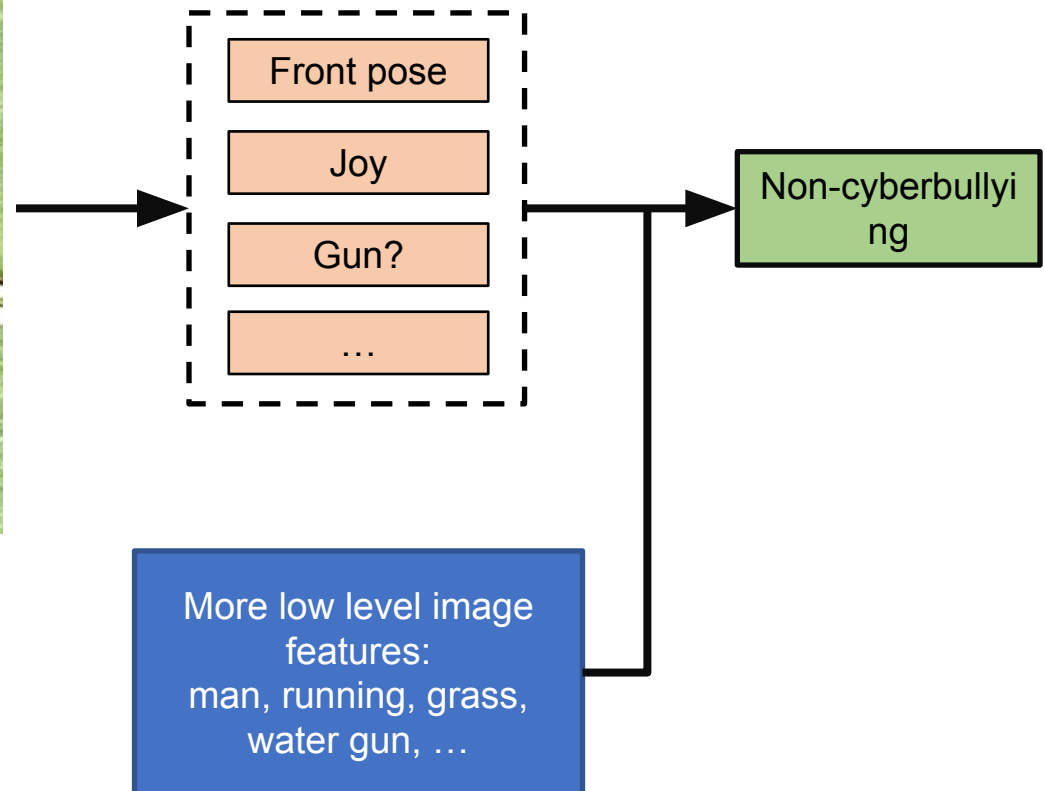 Front pose
Joy
Gun?
…
Non-cyberbullyi
ng
More low level image
features:
man, running, grass,
water gun, …